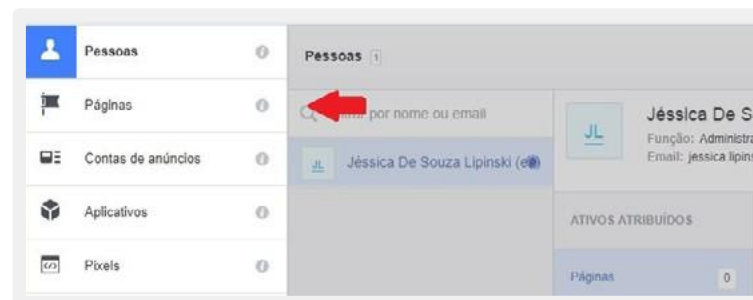 Pessoas
Páginas
Contas de anúncios
Aplicativos
Pixels
Pessoas 1
por nome ou email
JL Jéssica De Souza Lipinski (
JL
Jéssica De S
Função: Administra
Email: jessica lipins
ATIVOS ATRIBUÍDOS
Páginas 0